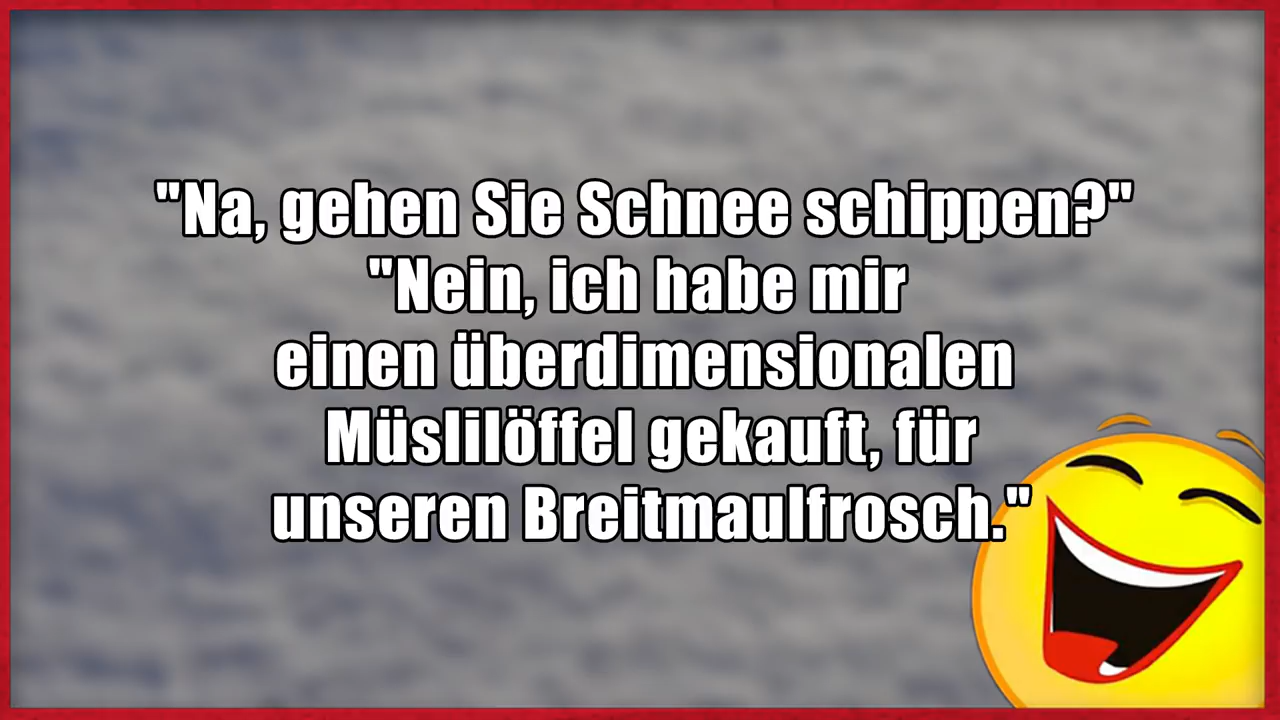 "Na, gehen Sie Schnee schippen?"
"Nein, ich habe mir
einen überdimensionalen
Müslilöffel gekauft, für
unseren Breitmaulfrosch."